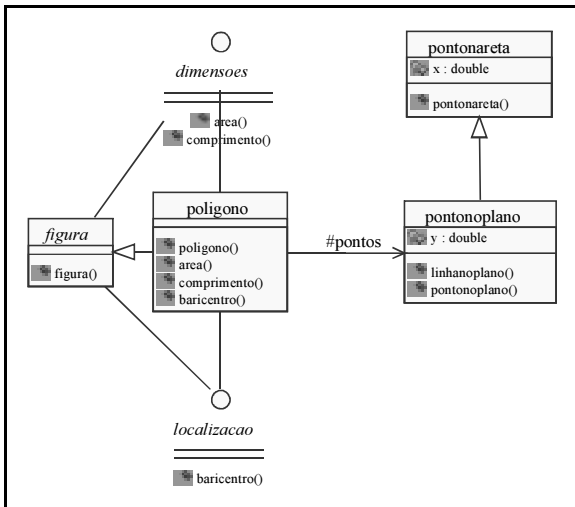 dimensoes
area()
comprimento()
pontonareta
x : double
pontonareta()
figura
figura()
poligono
poligono()
area()
comprimento()
baricentro()
#pontos
pontonoplano
y : double
linhanoplano()
pontonoplano()
localizacao
baricentro()